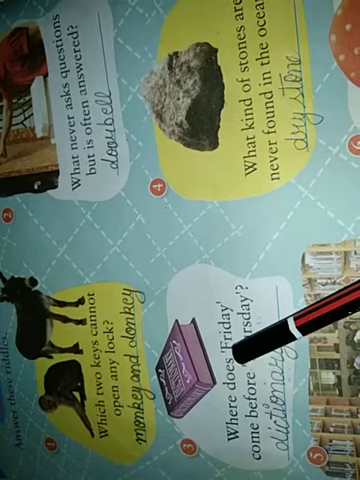 Answer these riddles.
1
Which two keys cannot
open any lock?
monkey and donkey
2
What never asks questions
but is often answered?
doorbell
3
Where does 'Friday'
come before
dictionary
4
What kind of stones are
never found in the ocean
dry stone
5
6